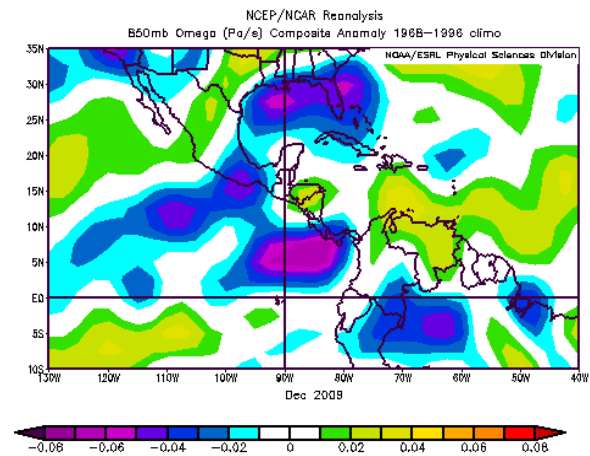 NCEP/NCAR Reanalysis
850mb Omega (Pa/s) Composite Anomaly 1968-1996 climo
NOAA/ESRL Physical Sciences Division
35N
30N
25N
20N
15N
10N
5N
EQ
5S
10S
130W 120W 110W 100W 90W 80W 70W 60W 50W 40W
Dec 2009
-0.08 -0.06 -0.04 -0.02 0 0.02 0.04 0.06 0.08